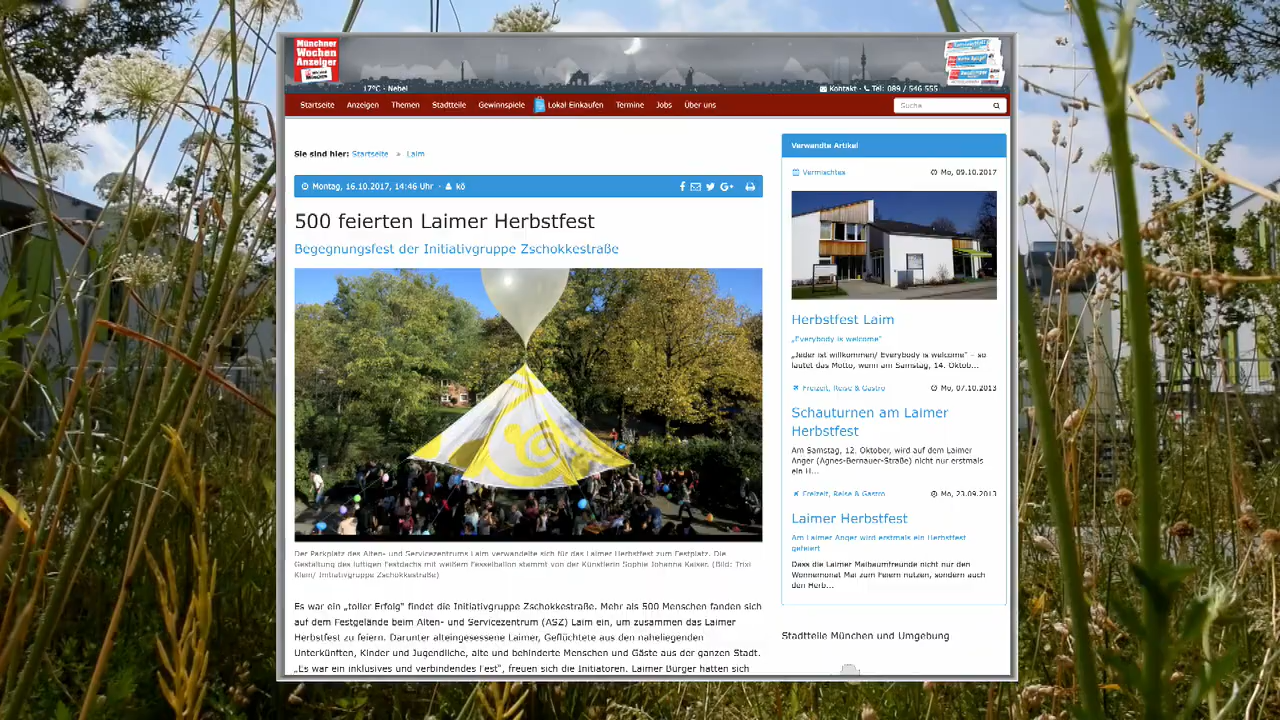 Münchner
Wochen
Anzeiger
17°C - Nebel
Kontakt - Tel: 089 / 546 555
Startseite Anzeigen Themen Stadtteile Gewinnspiele Lokal Einkaufen Termine Jobs Über uns
Suche
Sie sind hier: Startseite » Laim
Montag, 16.10.2017, 14:46 Uhr - kö
500 feierten Laimer Herbstfest
Begegnungsfest der Initiativgruppe Zschokkestraße
Der Parkplatz des Alten- und Servicezentrums Laim verwandelte sich für das Laimer Herbstfest zum Festplatz. Die
Gestaltung des luftigen Festdachs mit weißem Fesselballon stammt von der Künstlerin Sophie Johanna Kaiser. (Bild: Trixi
Klein/ Initiativgruppe Zschokkestraße)
Es war ein „toller Erfolg“ findet die Initiativgruppe Zschokkestraße. Mehr als 500 Menschen fanden sich
auf dem Festgelände beim Alten- und Servicezentrum (ASZ) Laim ein, um zusammen das Laimer
Herbstfest zu feiern. Darunter alteingesessene Laimer, Geflüchtete aus den naheliegenden
Unterkünften, Kinder und Jugendliche, alte und behinderte Menschen und Gäste aus der ganzen Stadt.
„Es war ein inklusives und verbindendes Fest“, freuen sich die Initiatoren. Laimer Bürger hatten sich
Verwandte Artikel
Vermischtes Mo, 09.10.2017
Herbstfest Laim
„Everybody is welcome“
„Jeder ist willkommen/ Everybody is welcome“ – so
lautet das Motto, wenn am Samstag, 14. Oktob...
Freizeit, Reise & Gastro Mo, 07.10.2013
Schauturnen am Laimer
Herbstfest
Am Samstag, 12. Oktober, wird auf dem Laimer
Anger (Agnes-Bernauer-Straße) nicht nur erstmals
ein H...
Freizeit, Reise & Gastro Mo, 23.09.2013
Laimer Herbstfest
Am Laimer Anger wird erstmals ein Herbstfest
gefeiert
Dass die Laimer Maibaumfreunde nicht nur den
Wonnemonat Mai zum Feiern nutzen, sondern auch
den Herb...
Stadtteile München und Umgebung